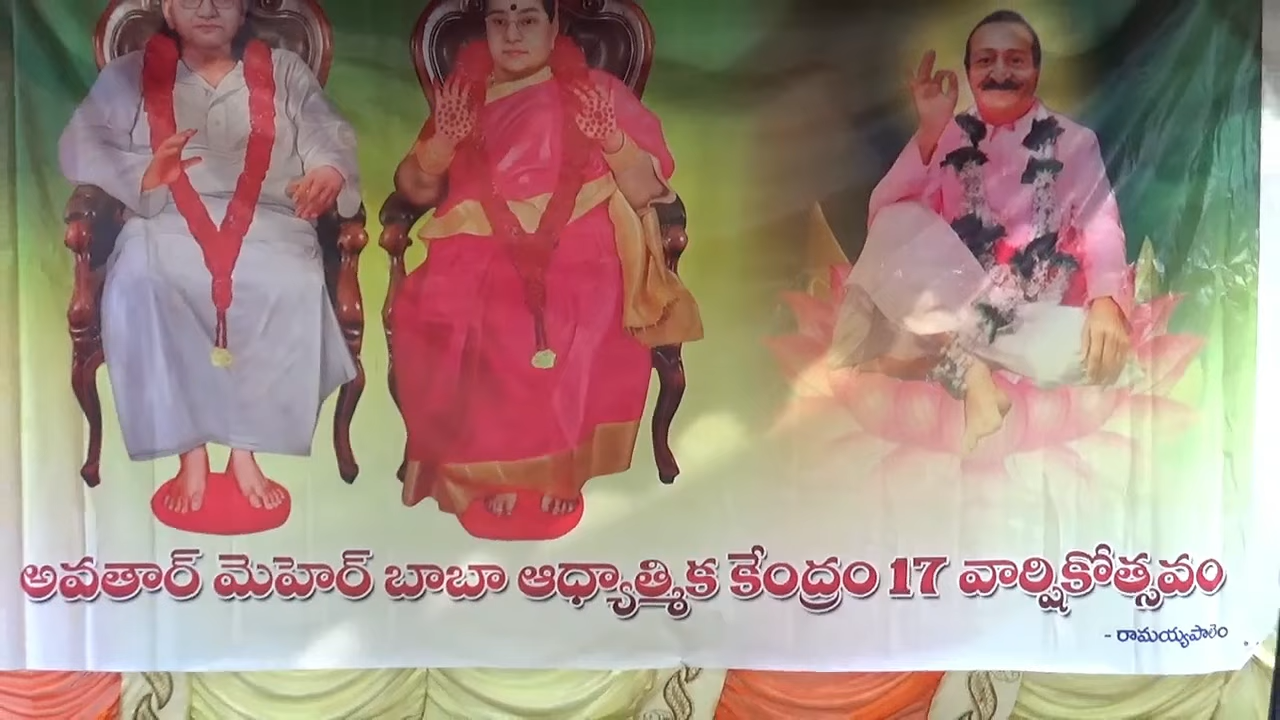 అవతార్ మెహెర్ బాబా ఆధ్యాత్మిక కేంద్రం 17 వార్షికోత్సవం
- రామయ్యపాలెం